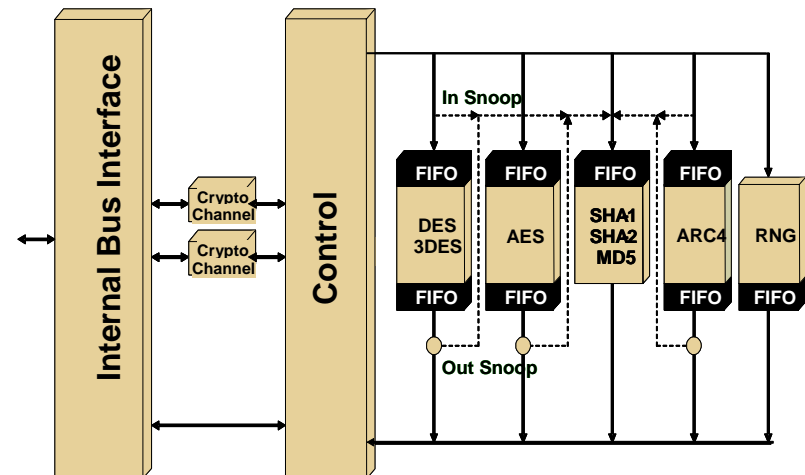 Internal Bus Interface
Crypto
Channel
Crypto
Channel
Control
In Snoop
FIFO
FIFO
FIFO
FIFO
DES
3DES
AES
SHA1
SHA2
MD5
ARC4
RNG
FIFO
FIFO
FIFO
FIFO
Out Snoop